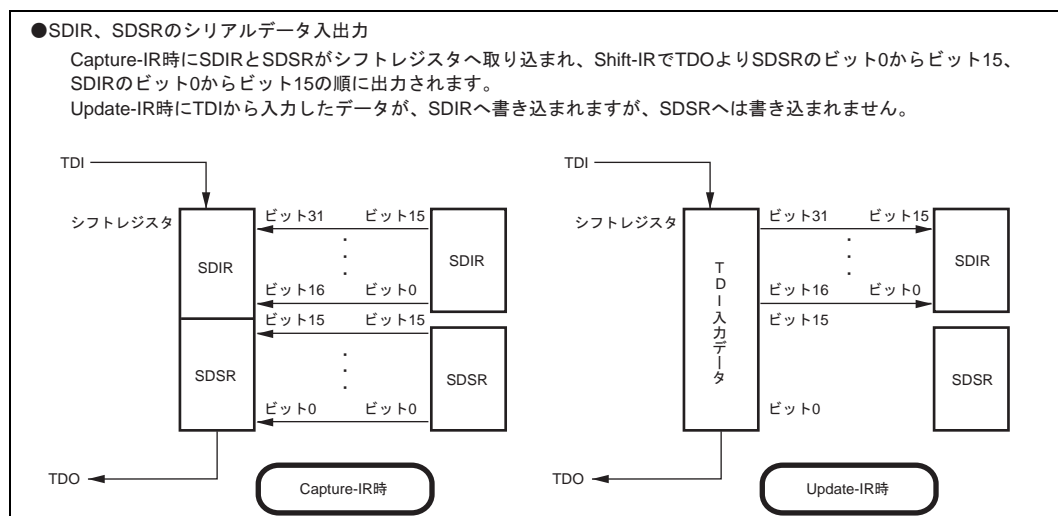 ●SDIR、SDSRのシリアルデータ入出力
Capture-IR時にSDIRとSDSRがシフトレジスタへ取り込まれ、Shift-IRでTDOよりSDSRのビット0からビット15、
SDIRのビット0からビット15の順に出力されます。
Update-IR時にTDIから入力したデータが、SDIRへ書き込まれますが、SDSRへは書き込まれません。
TDI
シフトレジスタ
SDIR
SDSR
ビット31 ビット15
ビット16 ビット0
ビット15 ビット15
ビット0 ビット0
SDIR
SDSR
TDO
Capture-IR時
TDI
シフトレジスタ
TDI入力データ
ビット31 ビット15
ビット16 ビット0
ビット15
ビット0
SDIR
SDSR
TDO
Update-IR時